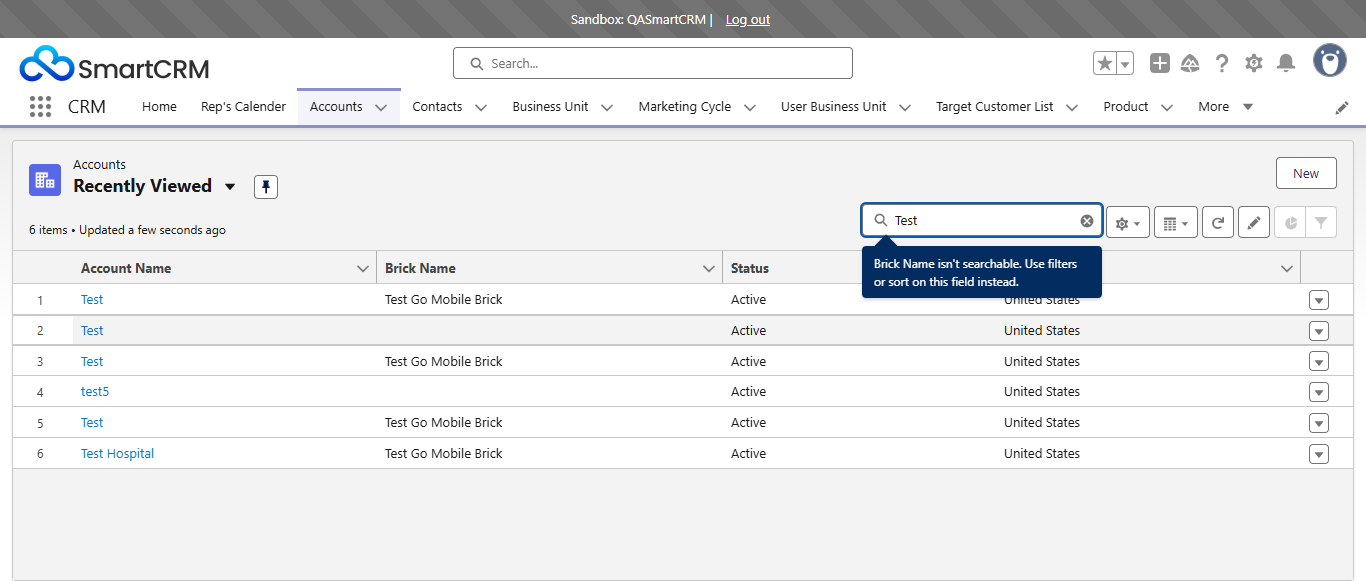 Sandbox: QASmartCRM | Log out
SmartCRM
Search...
CRM Home Rep's Calender Accounts Contacts Business Unit Marketing Cycle User Business Unit Target Customer List Product More
Accounts
Recently Viewed
New
6 items • Updated a few seconds ago
Test
Brick Name isn't searchable. Use filters
or sort on this field instead.
Account Name Brick Name Status
1 Test Test Go Mobile Brick Active United States
2 Test Active United States
3 Test Test Go Mobile Brick Active United States
4 test5 Active United States
5 Test Test Go Mobile Brick Active United States
6 Test Hospital Test Go Mobile Brick Active United States